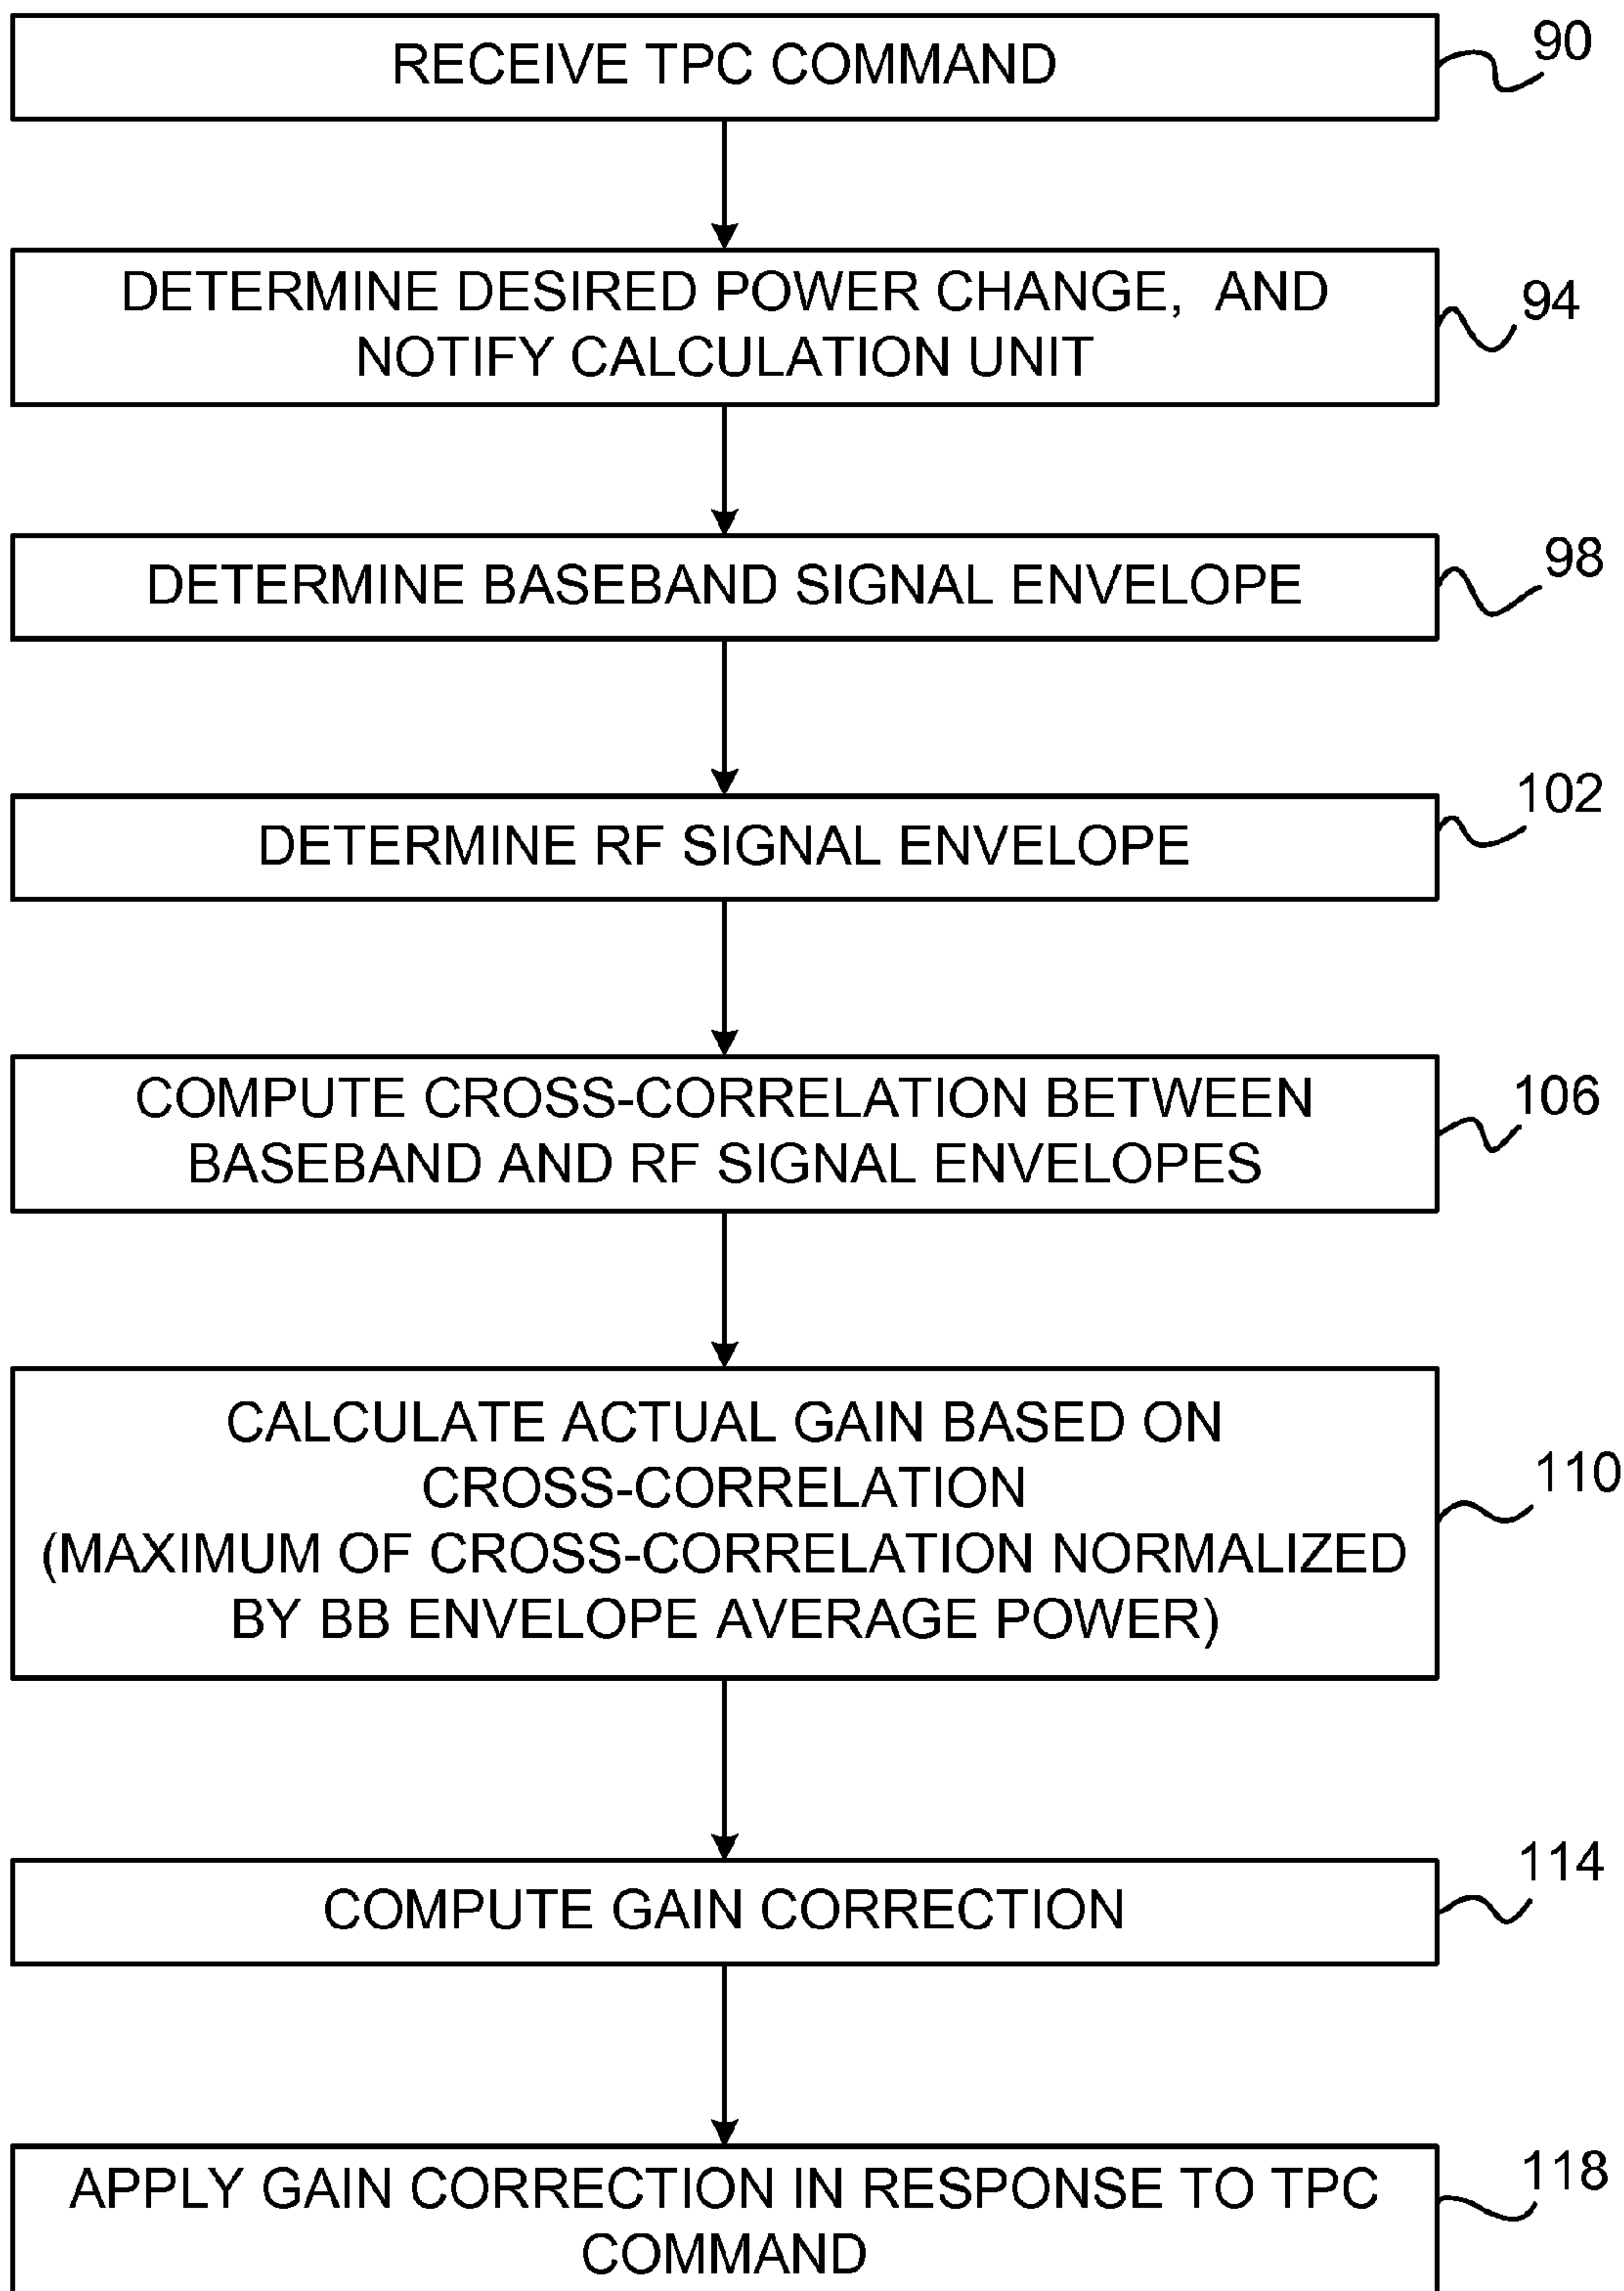 RECEIVE TPC COMMAND
90
DETERMINE DESIRED POWER CHANGE, AND
NOTIFY CALCULATION UNIT
94
DETERMINE BASEBAND SIGNAL ENVELOPE
98
DETERMINE RF SIGNAL ENVELOPE
102
COMPUTE CROSS-CORRELATION BETWEEN
BASEBAND AND RF SIGNAL ENVELOPES
106
CALCULATE ACTUAL GAIN BASED ON
CROSS-CORRELATION
(MAXIMUM OF CROSS-CORRELATION NORMALIZED
BY BB ENVELOPE AVERAGE POWER)
110
COMPUTE GAIN CORRECTION
114
APPLY GAIN CORRECTION IN RESPONSE TO TPC
COMMAND
118